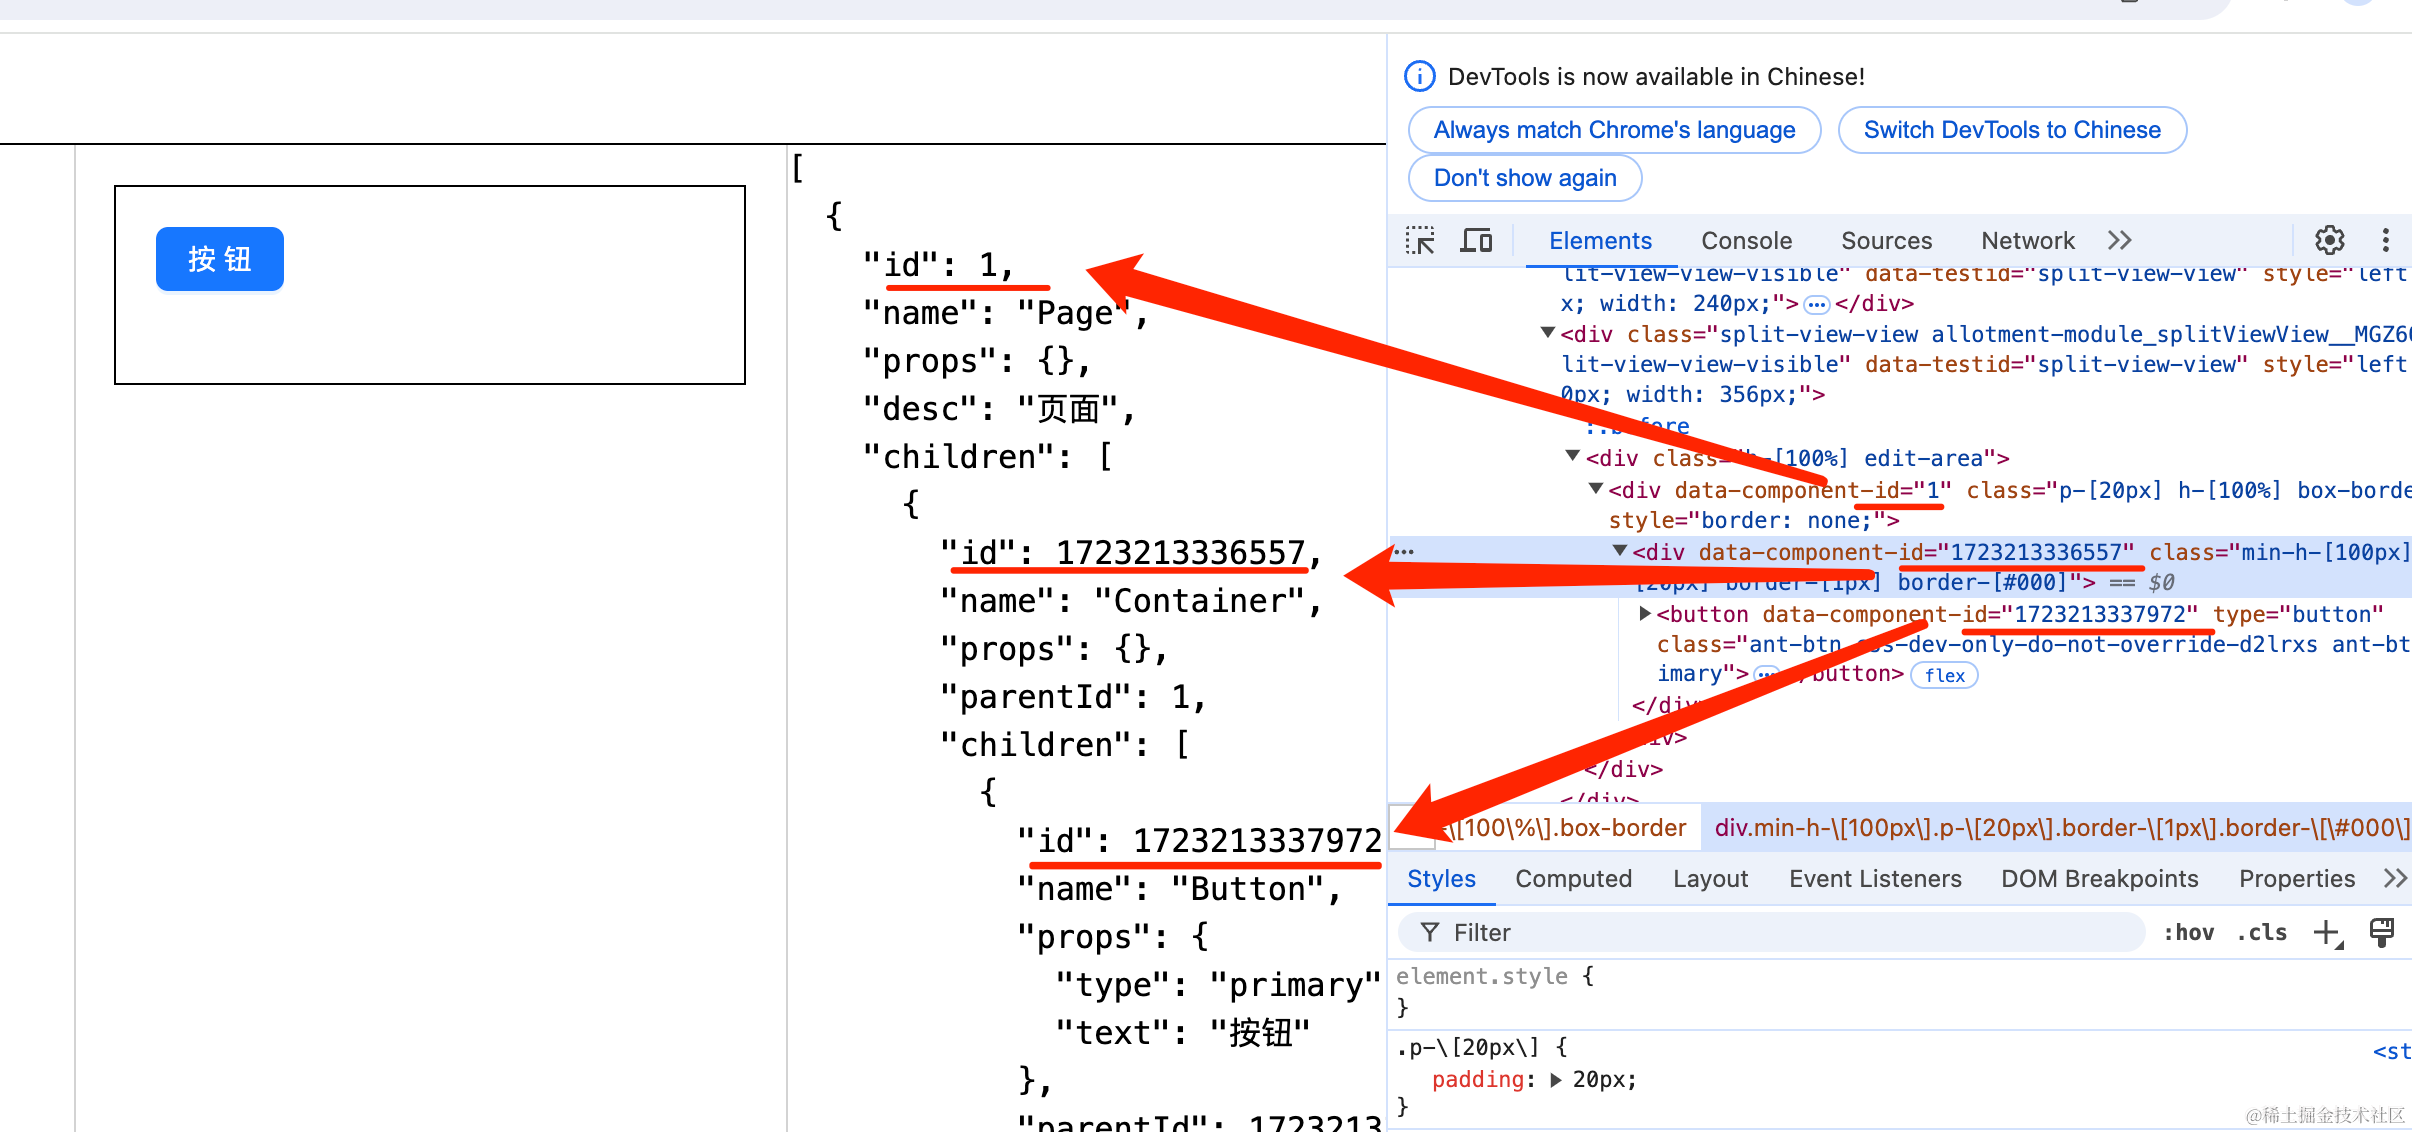 按 钮
[
{
"id": 1,
"name": "Page",
"props": {},
"desc": "页面",
"children": [
{
"id": 1723213336557,
"name": "Container",
"props": {},
"parentId": 1,
"children": [
{
"id": 1723213337972
"name": "Button",
"props": {
"type": "primary"
"text": "按钮"
},
"parentId": 1723213
DevTools is now available in Chinese!
Always match Chrome's language
Switch DevTools to Chinese
Don't show again
Elements Console Sources Network
lit-view-view-visible" data-testid="split-view-view" style="left
x; width: 240px;"> </div>
<div class="split-view-view allotment-module_splitViewView__MGZ6
lit-view-view-visible" data-testid="split-view-view" style="left
0px; width: 356px;">
<div class= [100%] edit-area">
<div data-component-id="1" class="p-[20px] h-[100%] box-borde
style="border: none;">
<div data-component-id="1723213336557" class="min-h-[100px]
[20px] border-[1px] border-[#000]"> == $0
<button data-component-id="1723213337972" type="button"
class="ant-btn -dev-only-do-not-override-d2lrxs ant-bt
imary"> button> flex
</div>
</div>
\[100\%\].box-border div.min-h-\[100px\].p-\[20px\].border-\[1px\].border-\[\#000\]
Styles Computed Layout Event Listeners DOM Breakpoints Properties
Filter :hov .cls
element.style {
}
.p-\[20px\] { <st
padding: 20px;
}
@稀土掘金技术社区